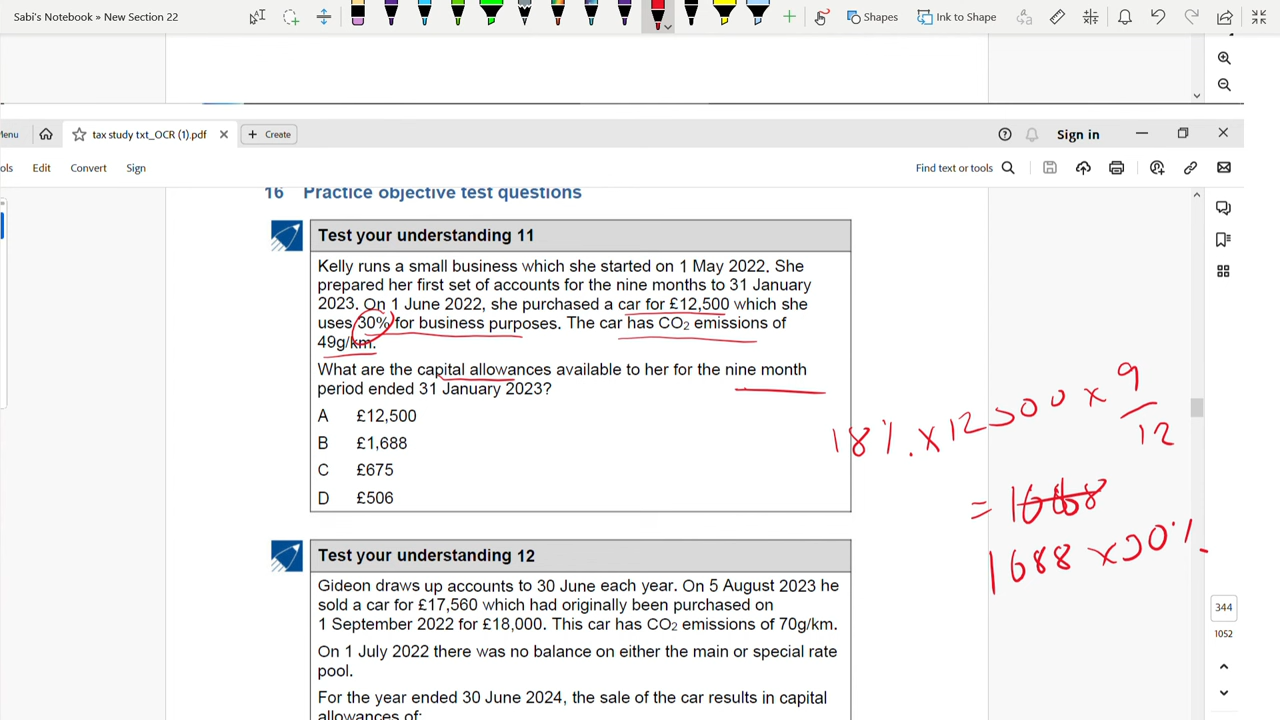 Sabi's Notebook » New Section 22
Shapes
Ink to Shape
Menu
tax study txt_OCR (1).pdf
Create
Sign in
Edit
Convert
Sign
Find text or tools
16 Practice objective test questions
Test your understanding 11
Kelly runs a small business which she started on 1 May 2022. She
prepared her first set of accounts for the nine months to 31 January
2023. On 1 June 2022, she purchased a car for £12,500 which she
uses 30% for business purposes. The car has CO2 emissions of
49g/km.
What are the capital allowances available to her for the nine month
period ended 31 January 2023?
A £12,500
B £1,688
C £675
D £506
18% x 12500 x 9/12
= 1688
1688 x 30%
Test your understanding 12
Gideon draws up accounts to 30 June each year. On 5 August 2023 he
sold a car for £17,560 which had originally been purchased on
1 September 2022 for £18,000. This car has CO2 emissions of 70g/km.
On 1 July 2022 there was no balance on either the main or special rate
pool.
For the year ended 30 June 2024, the sale of the car results in capital
allowances of:
344
1052